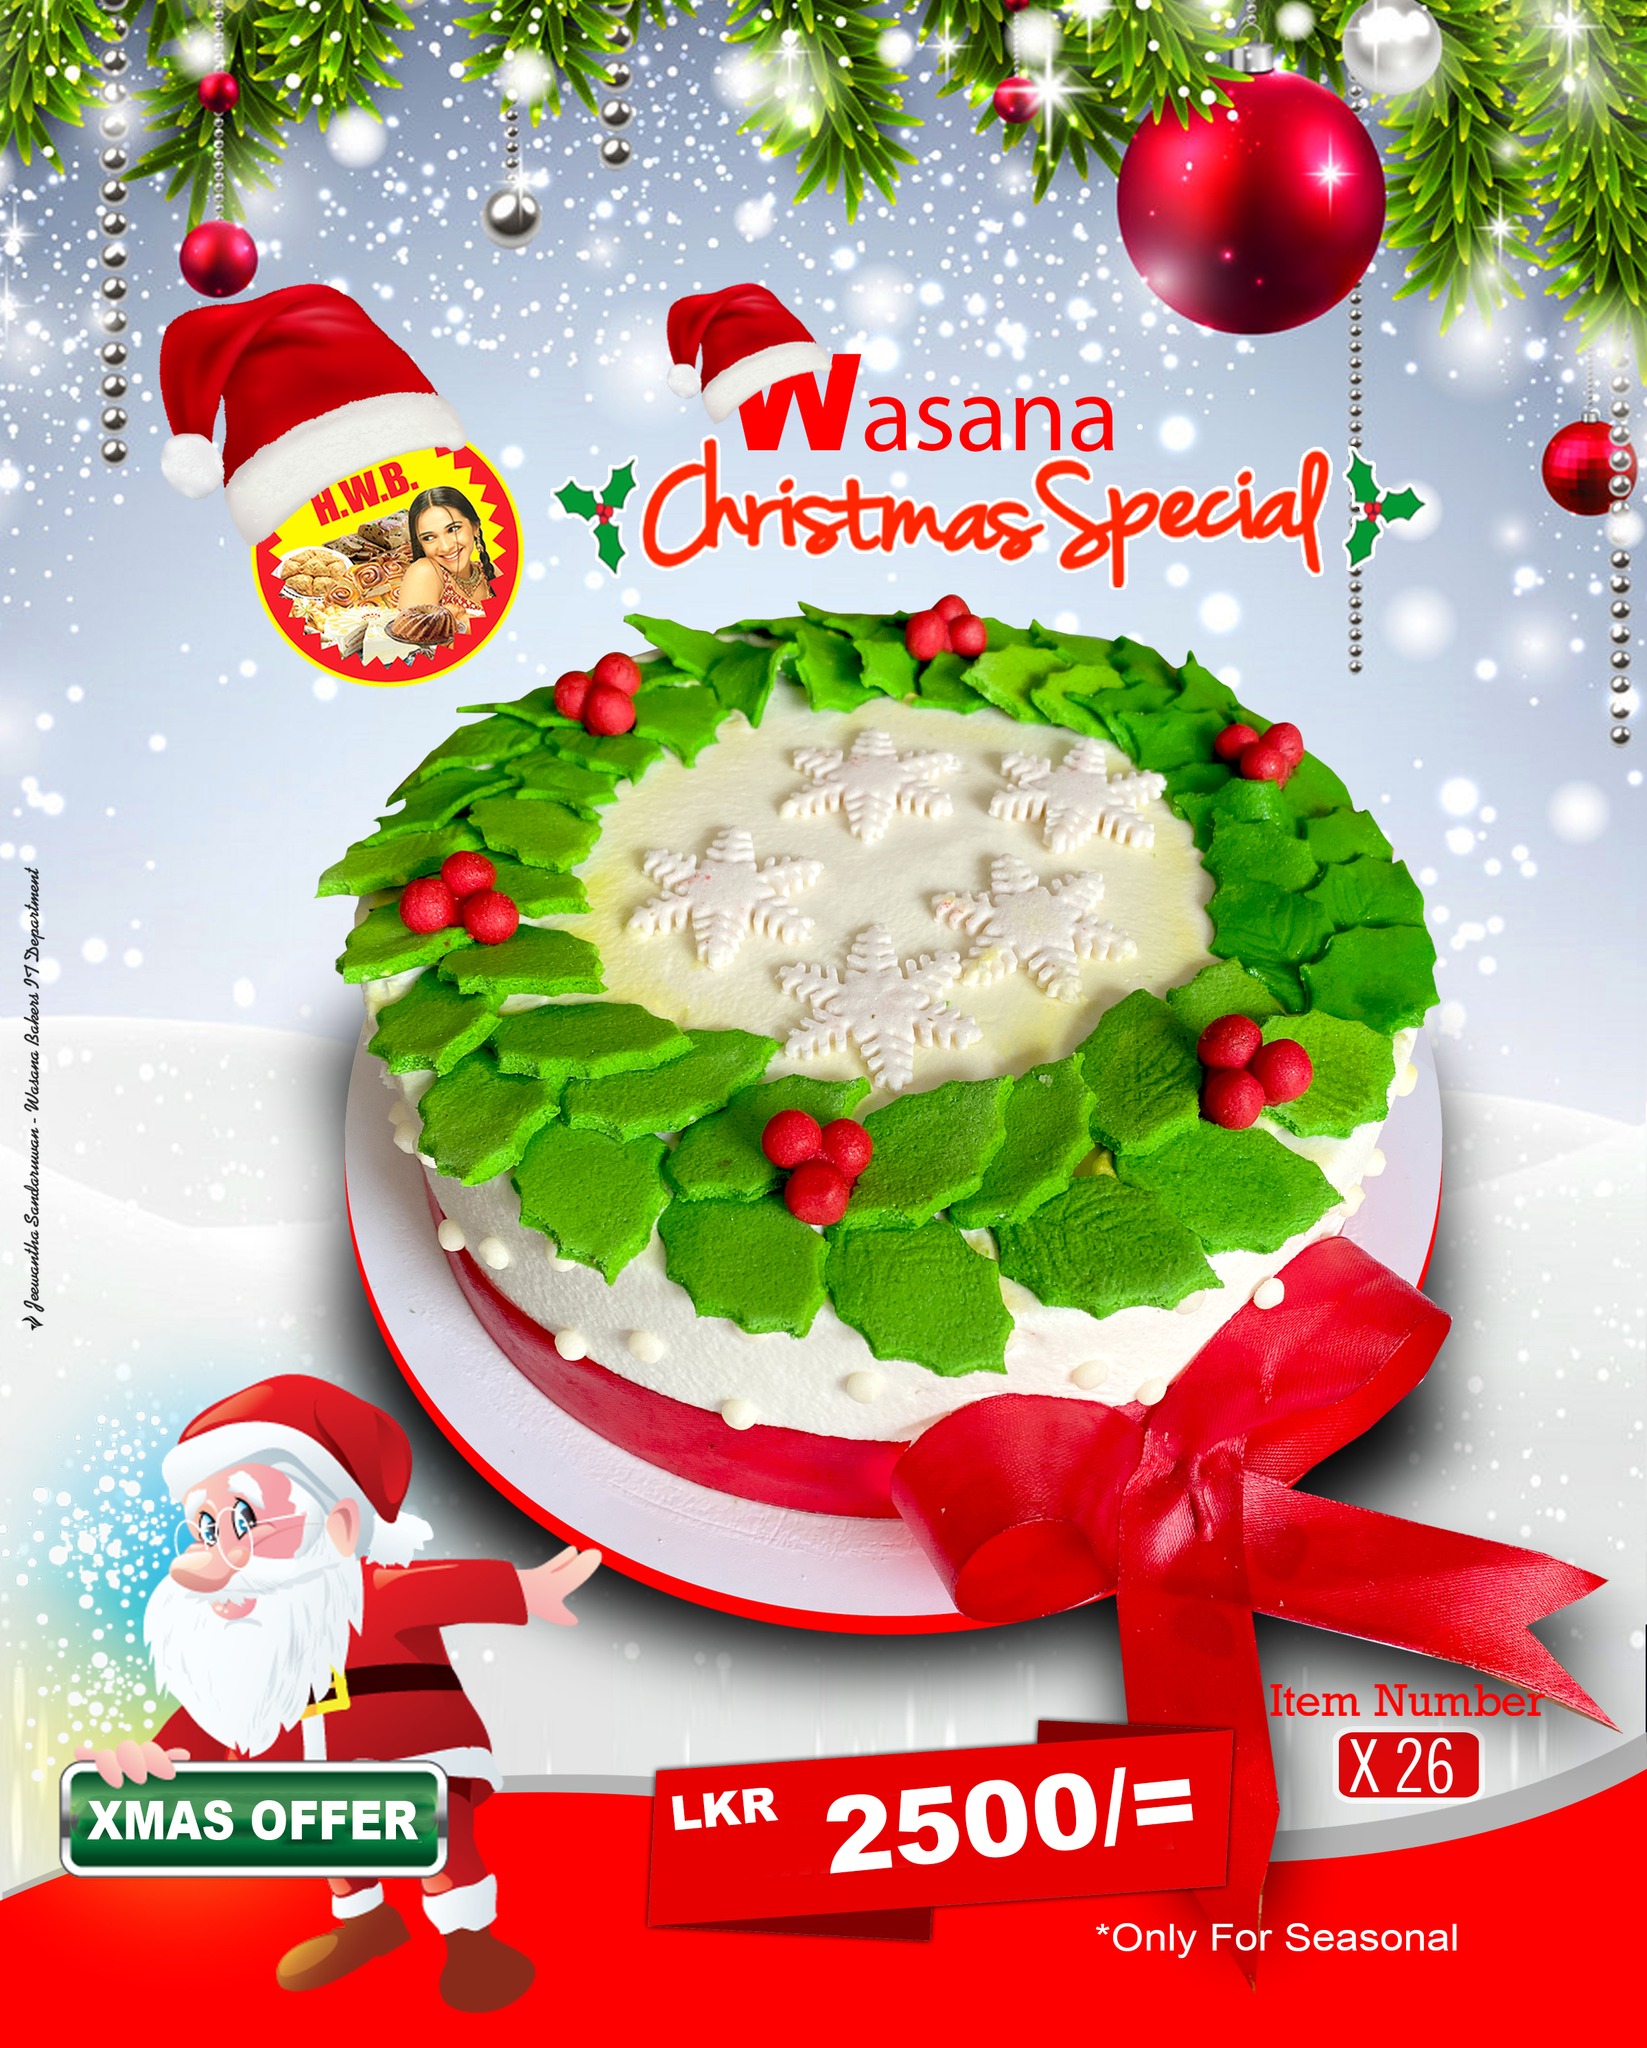 H.W.B.
Wasana
Christmas Special
Jeewantha Sandaruwan - Wasana Bakers IT Department
Item Number
X 26
XMAS OFFER
LKR 2500/=
*Only For Seasonal